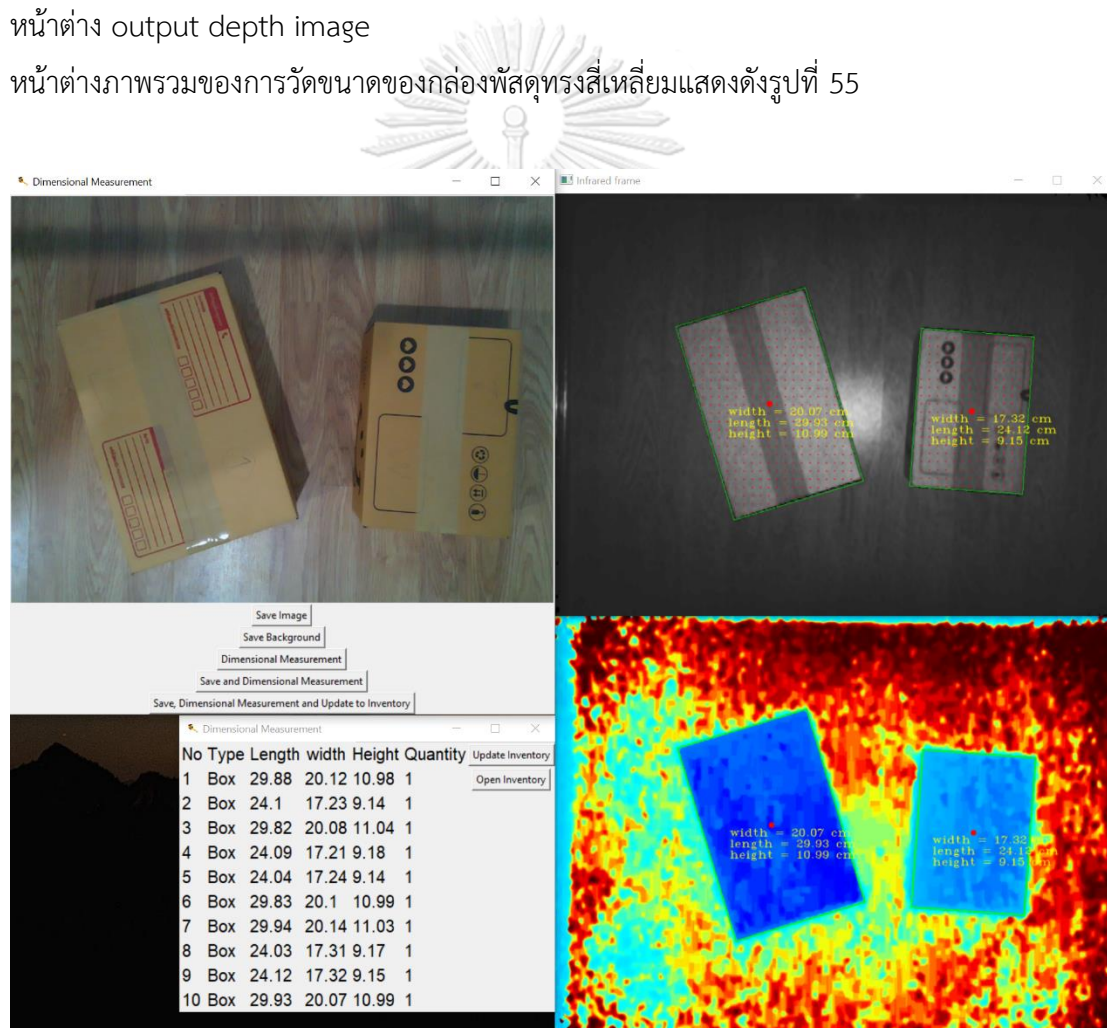 หน้าต่าง output depth image
หน้าต่างภาพรวมของการวัดขนาดของกล่องพัสดุทรงสี่เหลี่ยมแสดงดังรูปที่ 55
Dimensional Measurement
Infrared frame
width = 20.07 cm
length = 29.93 cm
height = 10.99 cm
width = 17.32 cm
length = 24.12 cm
height = 9.15 cm
Save Image
Save Background
Dimensional Measurement
Save and Dimensional Measurement
Save, Dimensional Measurement and Update to Inventory
Dimensional Measurement
No Type Length width Height Quantity Update Inventory
1 Box 29.88 20.12 10.98 1 Open Inventory
2 Box 24.1 17.23 9.14 1
3 Box 29.82 20.08 11.04 1
4 Box 24.09 17.21 9.18 1
5 Box 24.04 17.24 9.14 1
6 Box 29.83 20.1 10.99 1
7 Box 29.94 20.14 11.03 1
8 Box 24.03 17.31 9.17 1
9 Box 24.12 17.32 9.15 1
10 Box 29.93 20.07 10.99 1
width = 20.07 cm
length = 29.93 cm
height = 10.99 cm
width = 17.32 cm
length = 24.12 cm
height = 9.15 cm